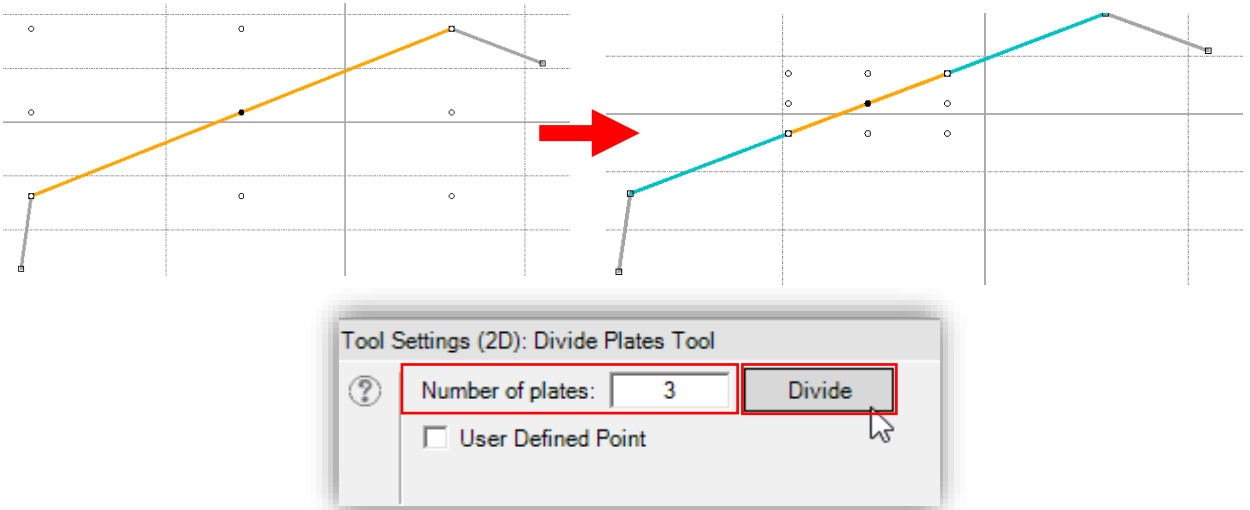 Tool Settings (2D): Divide Plates Tool
? Number of plates: 3 Divide
User Defined Point